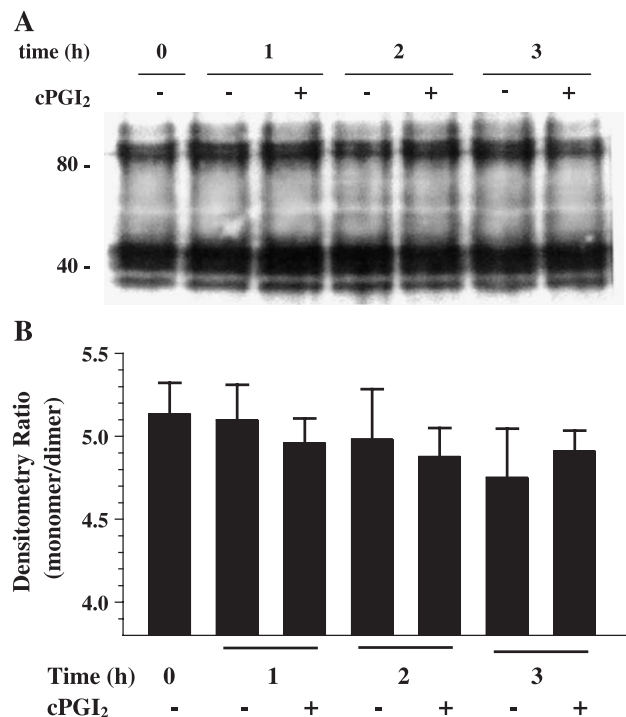 A
time (h) 0 1 2 3
cPGI₂ - - + - + - +
80 -
40 -
B
Densitometry Ratio
(monomer/dimer)
5.5
5.0
4.5
4.0
Time (h) 0 1 2 3
cPGI₂ - - + - + - +